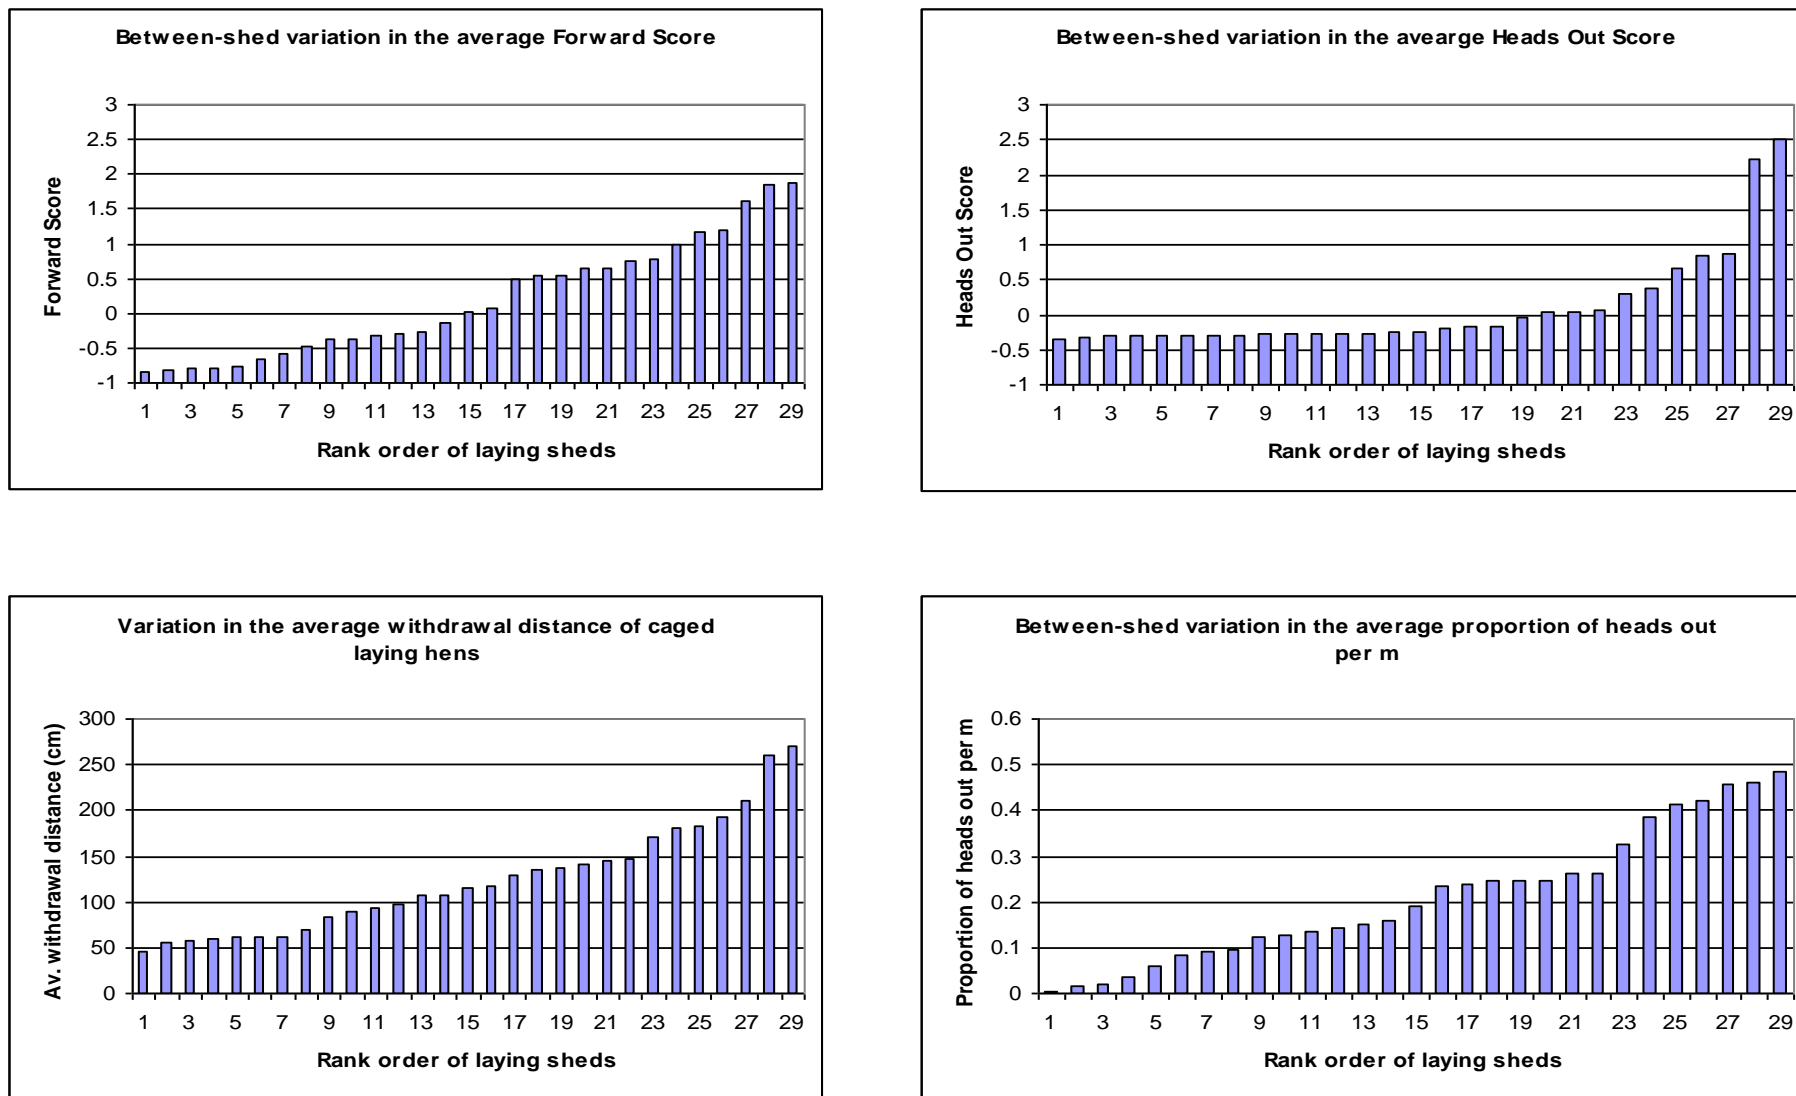 Between-shed variation in the average Forward Score
3
2.5
2
1.5
1
0.5
0
-0.5
-1
Forward Score
1 3 5 7 9 11 13 15 17 19 21 23 25 27 29
Rank order of laying sheds
Between-shed variation in the avearge Heads Out Score
3
2.5
2
1.5
1
0.5
0
-0.5
-1
Heads Out Score
1 3 5 7 9 11 13 15 17 19 21 23 25 27 29
Rank order of laying sheds
Variation in the average withdrawal distance of caged
laying hens
300
250
200
150
100
50
0
Av. withdrawal distance (cm)
1 3 5 7 9 11 13 15 17 19 21 23 25 27 29
Rank order of laying sheds
Between-shed variation in the average proportion of heads out
per m
0.6
0.5
0.4
0.3
0.2
0.1
0
Proportion of heads out per m
1 3 5 7 9 11 13 15 17 19 21 23 25 27 29
Rank order of laying sheds